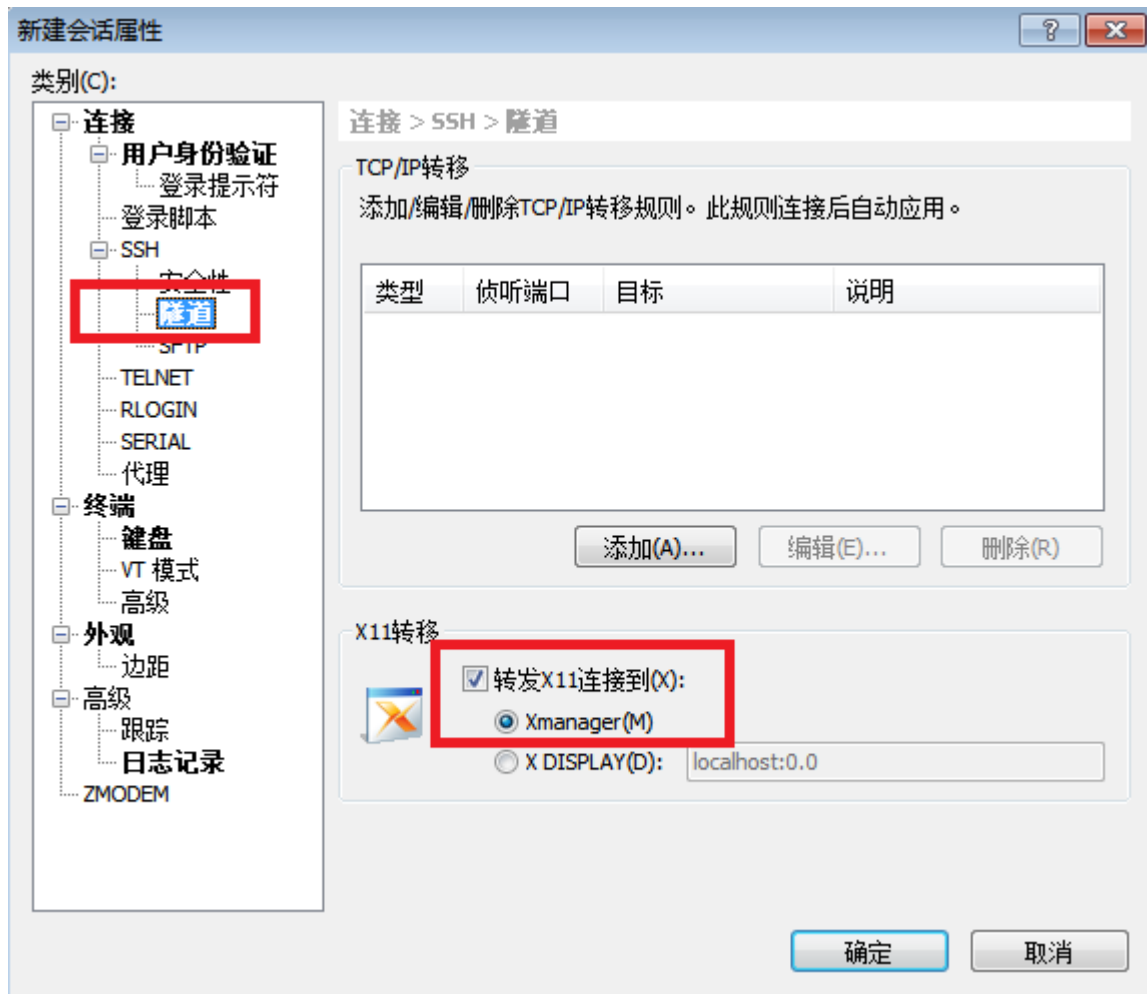 新建会话属性
类别(C):
连接
用户身份验证
登录提示符
登录脚本
SSH
安全性
隧道
SFTP
TELNET
RLOGIN
SERIAL
代理
终端
键盘
VT 模式
高级
外观
边距
高级
跟踪
日志记录
ZMODEM
连接 > SSH > 隧道
TCP/IP转移
添加/编辑/删除TCP/IP转移规则。此规则连接后自动应用。
类型 侦听端口 目标 说明
添加(A)... 编辑(E)... 删除(R)
X11转移
转发X11连接到(X):
Xmanager(M)
X DISPLAY(D): localhost:0.0
确定 取消